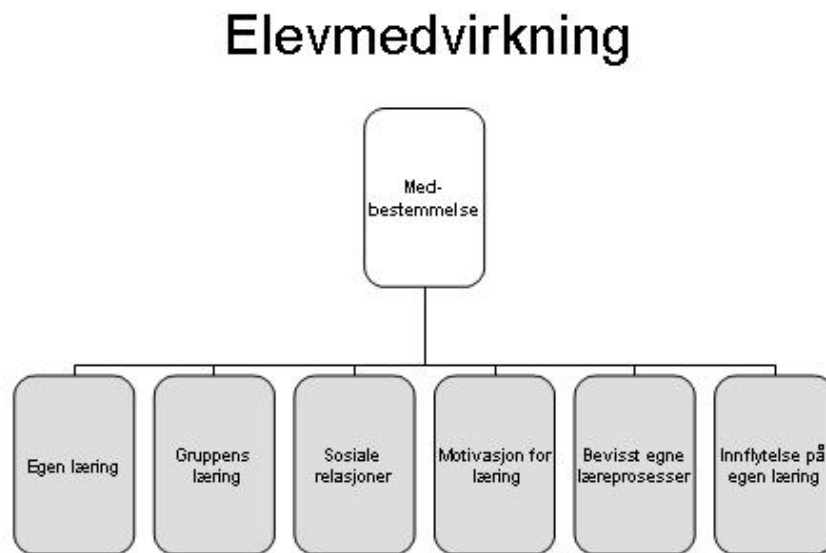 Elevmedvirkning
Med-
bestemmelse
Egen læring
Gruppens
læring
Sosiale
relasjoner
Motivasjon for
læring
Bevisst egne
læreprosesser
Innflytelse på
egen læring